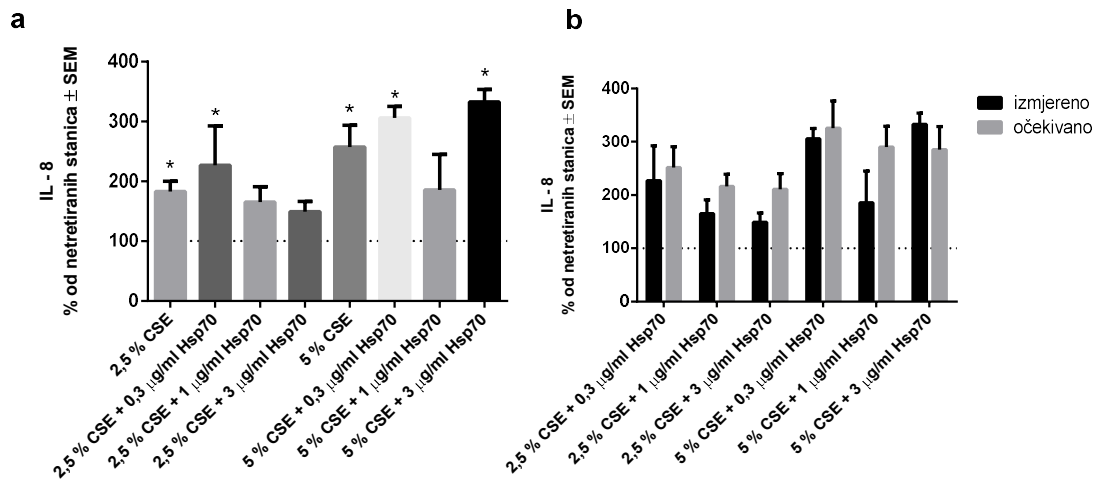 a
IL - 8
% od netretiranih stanica ± SEM
400
300
200
100
0
*
*
*
*
*
2,5 % CSE
2,5 % CSE + 0,3 μg/ml Hsp70
2,5 % CSE + 1 μg/ml Hsp70
2,5 % CSE + 3 μg/ml Hsp70
5 % CSE
5 % CSE + 0,3 μg/ml Hsp70
5 % CSE + 1 μg/ml Hsp70
5 % CSE + 3 μg/ml Hsp70
b
IL - 8
% od netretiranih stanica ± SEM
400
300
200
100
0
izmjereno
očekivano
2,5 % CSE + 0,3 μg/ml Hsp70
2,5 % CSE + 1 μg/ml Hsp70
2,5 % CSE + 3 μg/ml Hsp70
5 % CSE + 0,3 μg/ml Hsp70
5 % CSE + 1 μg/ml Hsp70
5 % CSE + 3 μg/ml Hsp70